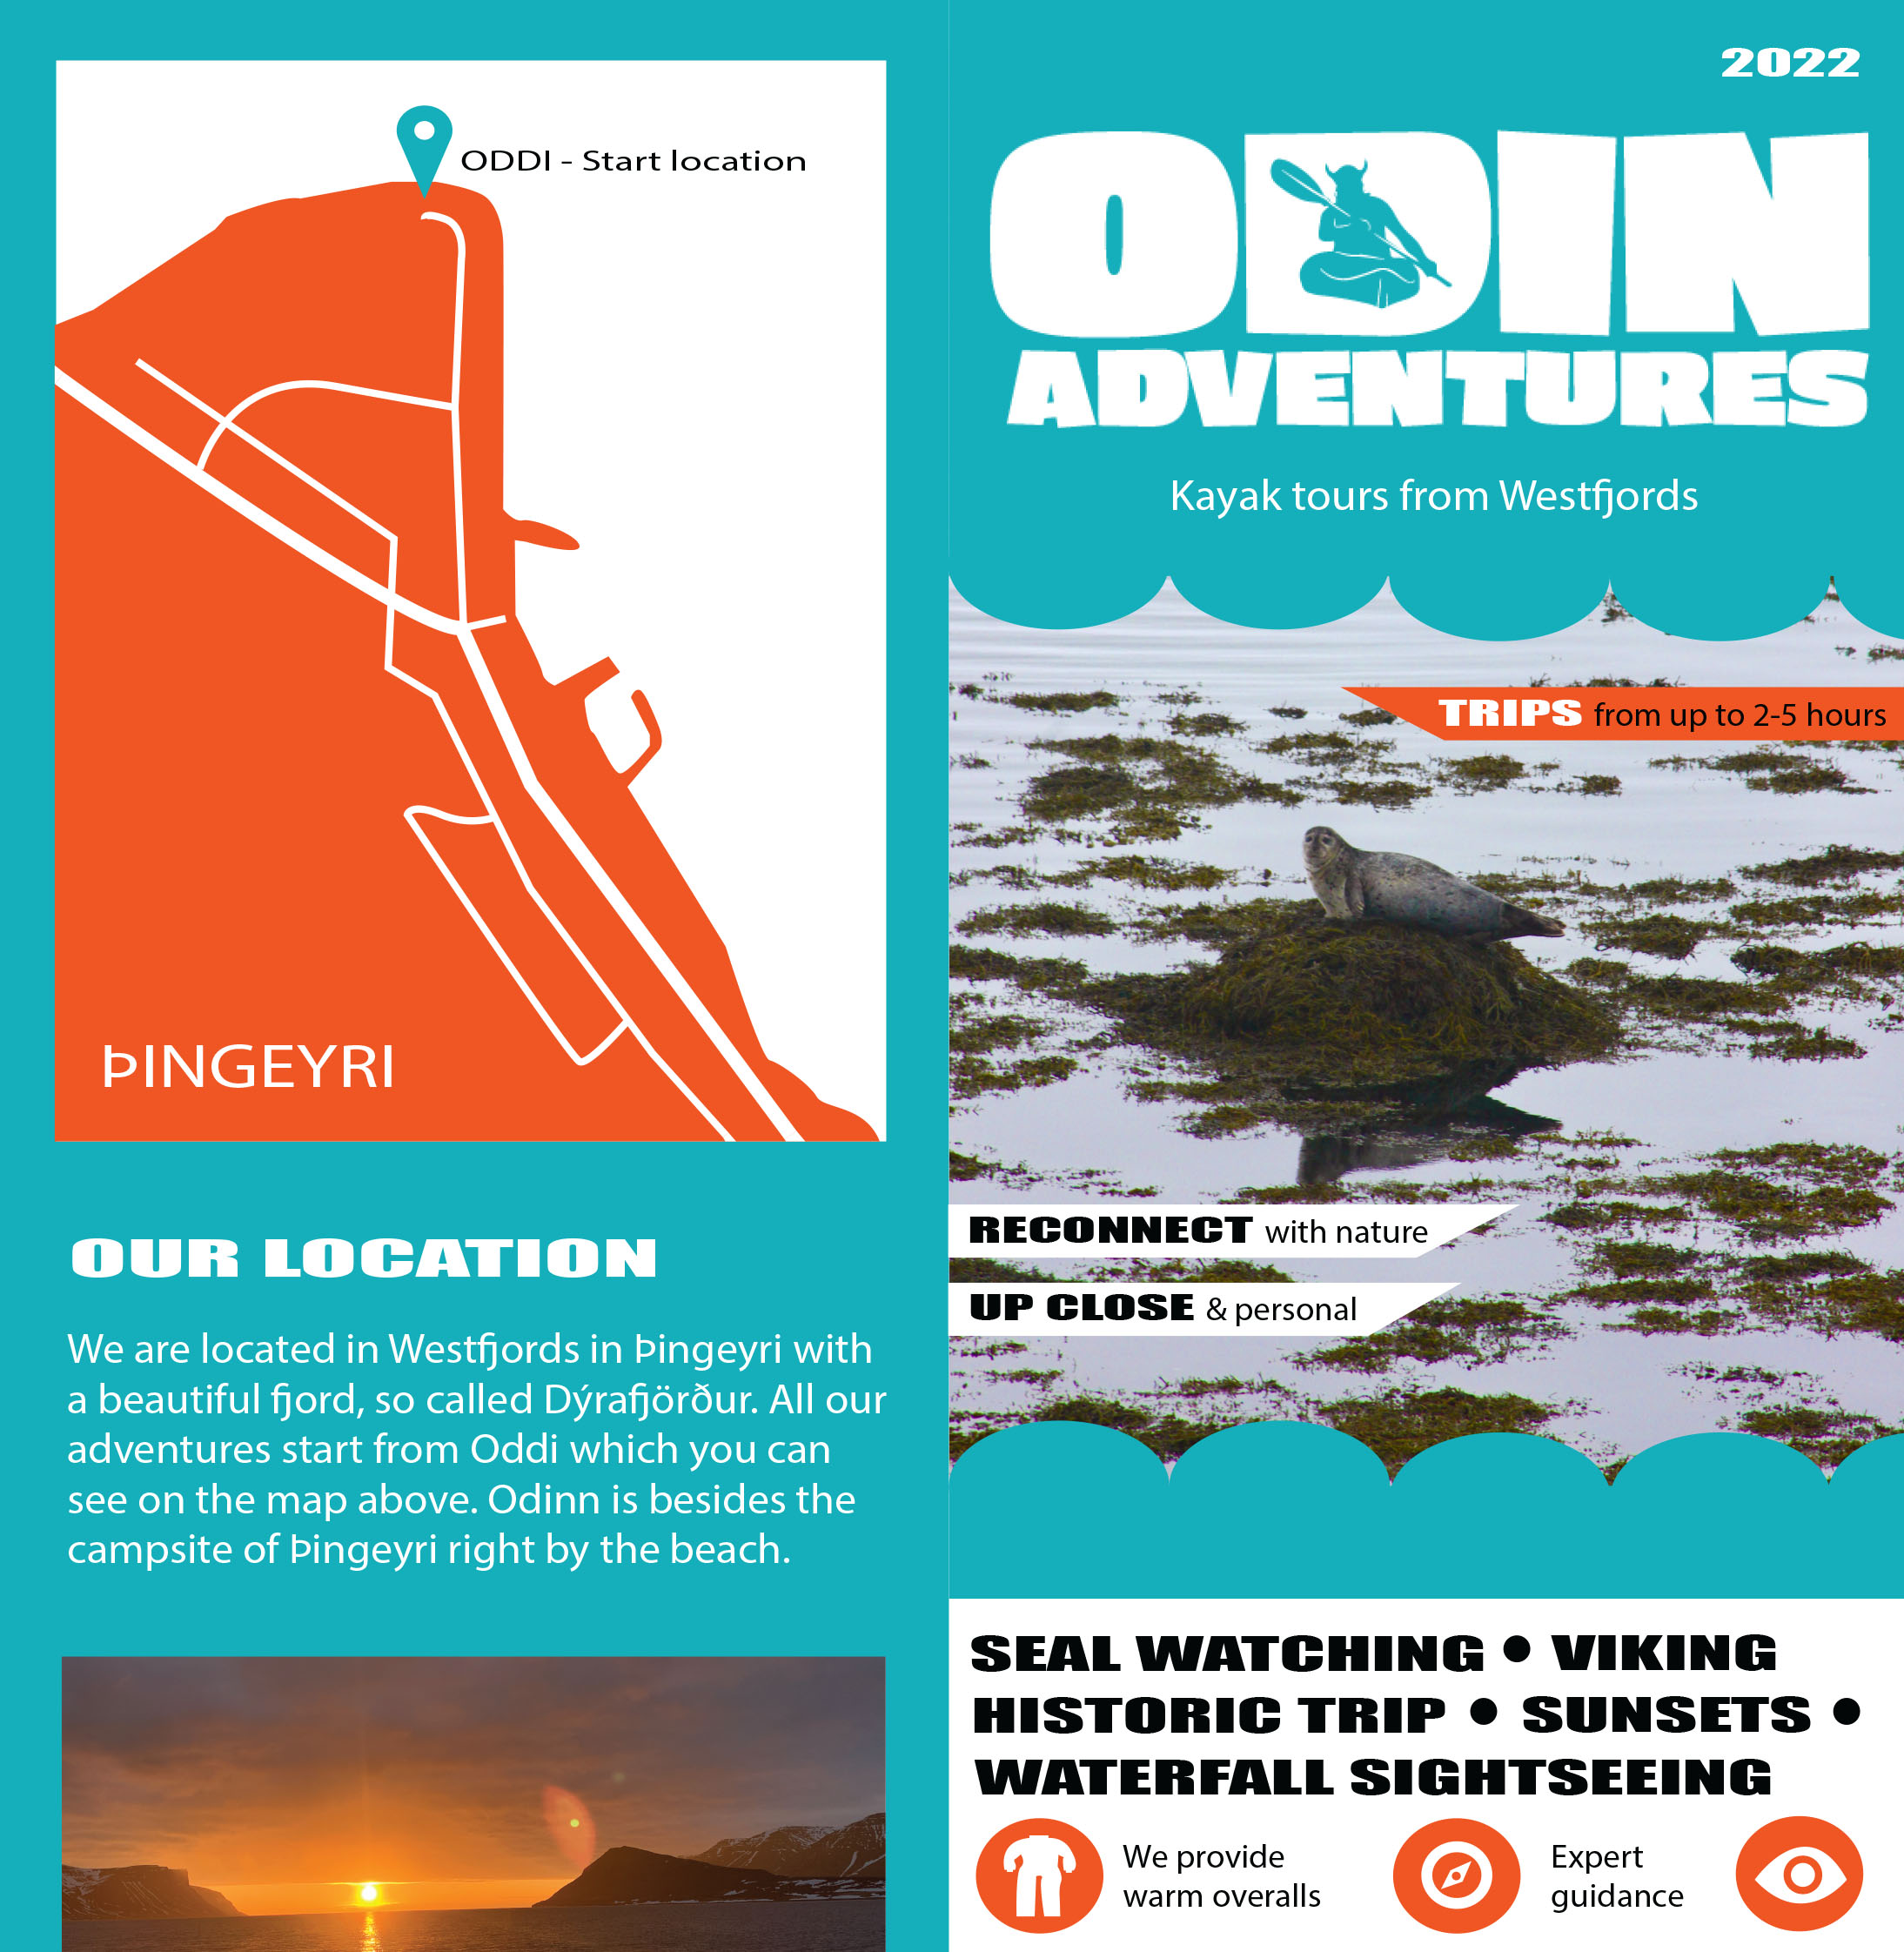 ODDI - Start location
ÞINGEYRI
OUR LOCATION
We are located in Westfjords in Þingeyri with
a beautiful fjord, so called Dýrafjörður. All our
adventures start from Oddi which you can
see on the map above. Odinn is besides the
campsite of Þingeyri right by the beach.
2022
ODIN
ADVENTURES
Kayak tours from Westfjords
TRIPS from up to 2-5 hours
RECONNECT with nature
UP CLOSE & personal
SEAL WATCHING • VIKING
HISTORIC TRIP • SUNSETS •
WATERFALL SIGHTSEEING
We provide
warm overalls
Expert
guidance